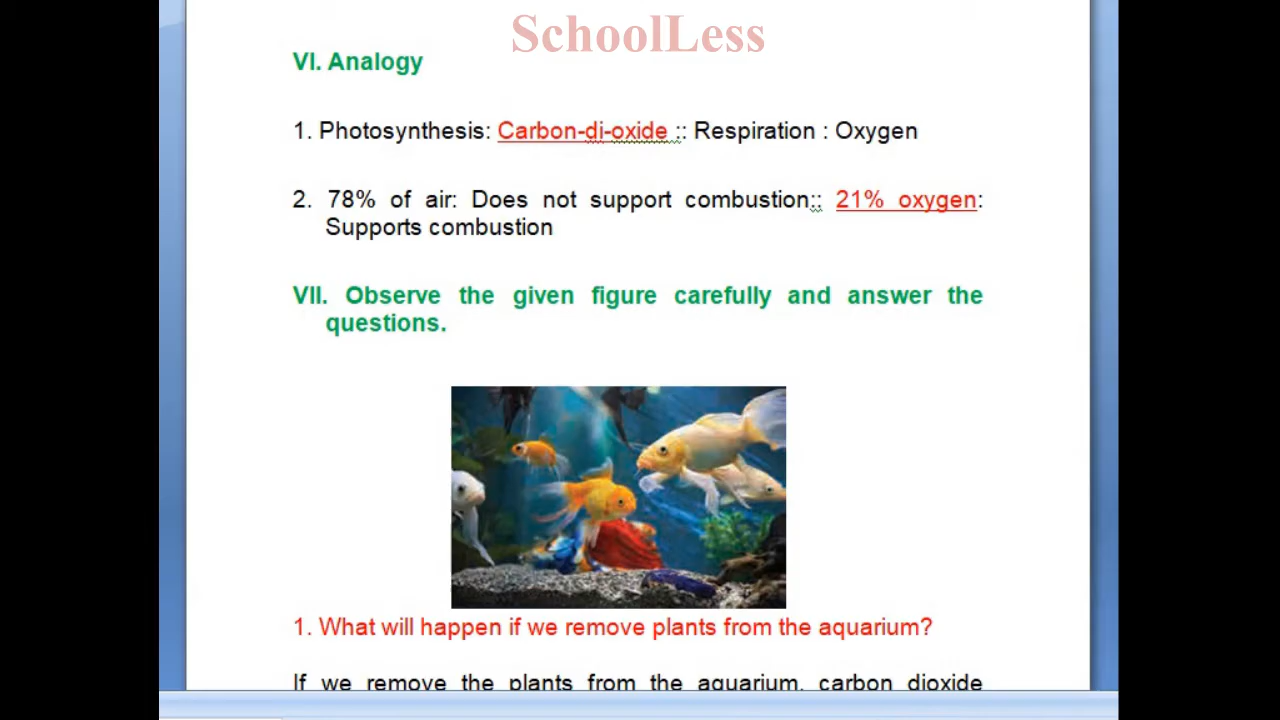 SchoolLess
VI. Analogy
1. Photosynthesis: Carbon-di-oxide :: Respiration : Oxygen
2. 78% of air: Does not support combustion:: 21% oxygen:
Supports combustion
VII. Observe the given figure carefully and answer the
questions.
1. What will happen if we remove plants from the aquarium?
If we remove the plants from the aquarium, carbon dioxide